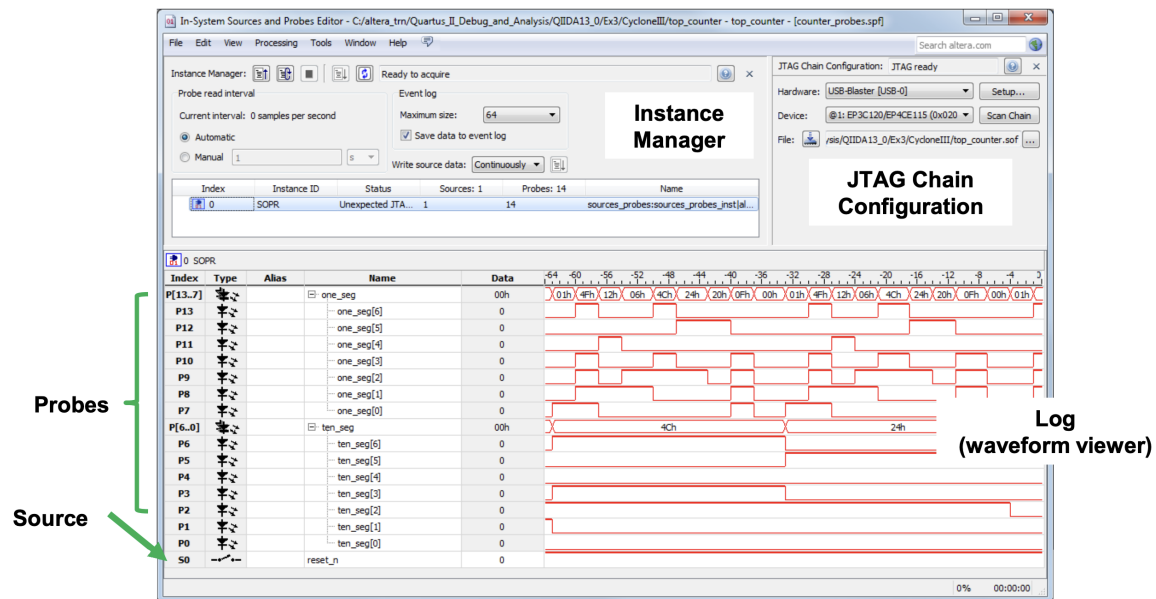 In-System Sources and Probes Editor - C:/altera_trn/Quartus_II_Debug_and_Analysis/QIIDA13_0/Ex3/CycloneIII/top_counter - top_counter - [counter_probes.spf]
File Edit View Processing Tools Window Help
Search altera.com
Instance Manager: Ready to acquire
Probe read interval
Current interval: 0 samples per second
Automatic
Manual 1 s
Event log
Maximum size: 64
Save data to event log
Write source data: Continuously
Instance
Manager
Index Instance ID Status Sources: 1 Probes: 14 Name
0 SOPR Unexpected JTA... 1 14 sources_probes:sources_probes_inst|al...
JTAG Chain Configuration: JTAG ready
Hardware: USB-Blaster [USB-0] Setup...
Device: @1: EP3C120/EP4CE115 (0x020 Scan Chain
File: /sis/QIIDA13_0/Ex3/CycloneIII/top_counter.sof ...
JTAG Chain
Configuration
0 SOPR
Index Type Alias Name Data -64 -60 -56 -52 -48 -44 -40 -36 -32 -28 -24 -20 -16 -12 -8 -4 0
P[13..7] one_seg 00h 01h 4Fh 12h 06h 4Ch 24h 20h 0Fh 00h 01h 4Fh 12h 06h 4Ch 24h 20h 0Fh 00h 01h
P13 one_seg[6] 0
P12 one_seg[5] 0
P11 one_seg[4] 0
P10 one_seg[3] 0
P9 one_seg[2] 0
P8 one_seg[1] 0
P7 one_seg[0] 0
P[6..0] ten_seg 00h 4Ch 24h
P6 ten_seg[6] 0
P5 ten_seg[5] 0
P4 ten_seg[4] 0
P3 ten_seg[3] 0
P2 ten_seg[2] 0
P1 ten_seg[1] 0
P0 ten_seg[0] 0
S0 reset_n 0
Probes
Source
Log
(waveform viewer)
0% 00:00:00